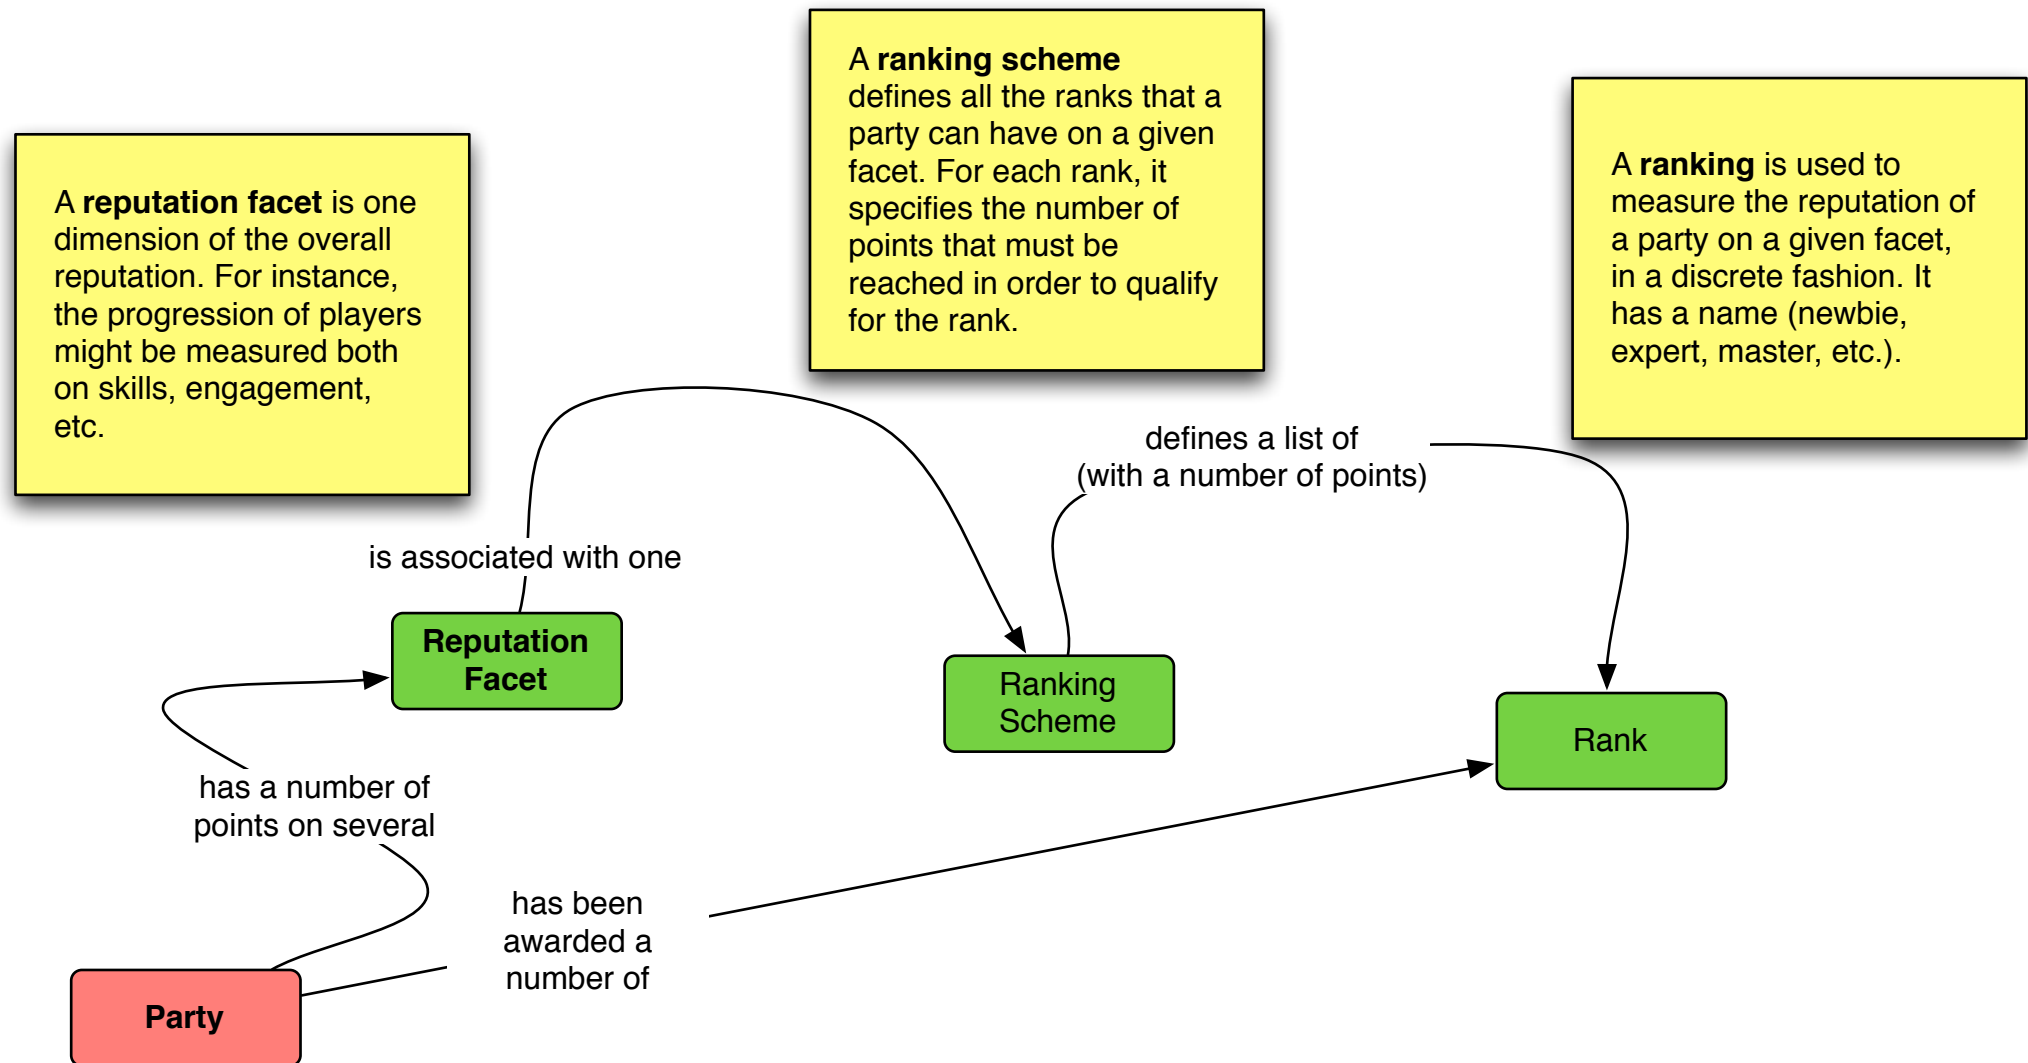 A ranking scheme
defines all the ranks that a
party can have on a given
facet. For each rank, it
specifies the number of
points that must be
reached in order to qualify
for the rank.
A ranking is used to
measure the reputation of
a party on a given facet,
in a discrete fashion. It
has a name (newbie,
expert, master, etc.).
A reputation facet is one
dimension of the overall
reputation. For instance,
the progression of players
might be measured both
on skills, engagement,
etc.
defines a list of
(with a number of points)
is associated with one
Reputation
Facet
Ranking
Scheme
Rank
has a number of
points on several
has been
awarded a
number of
Party